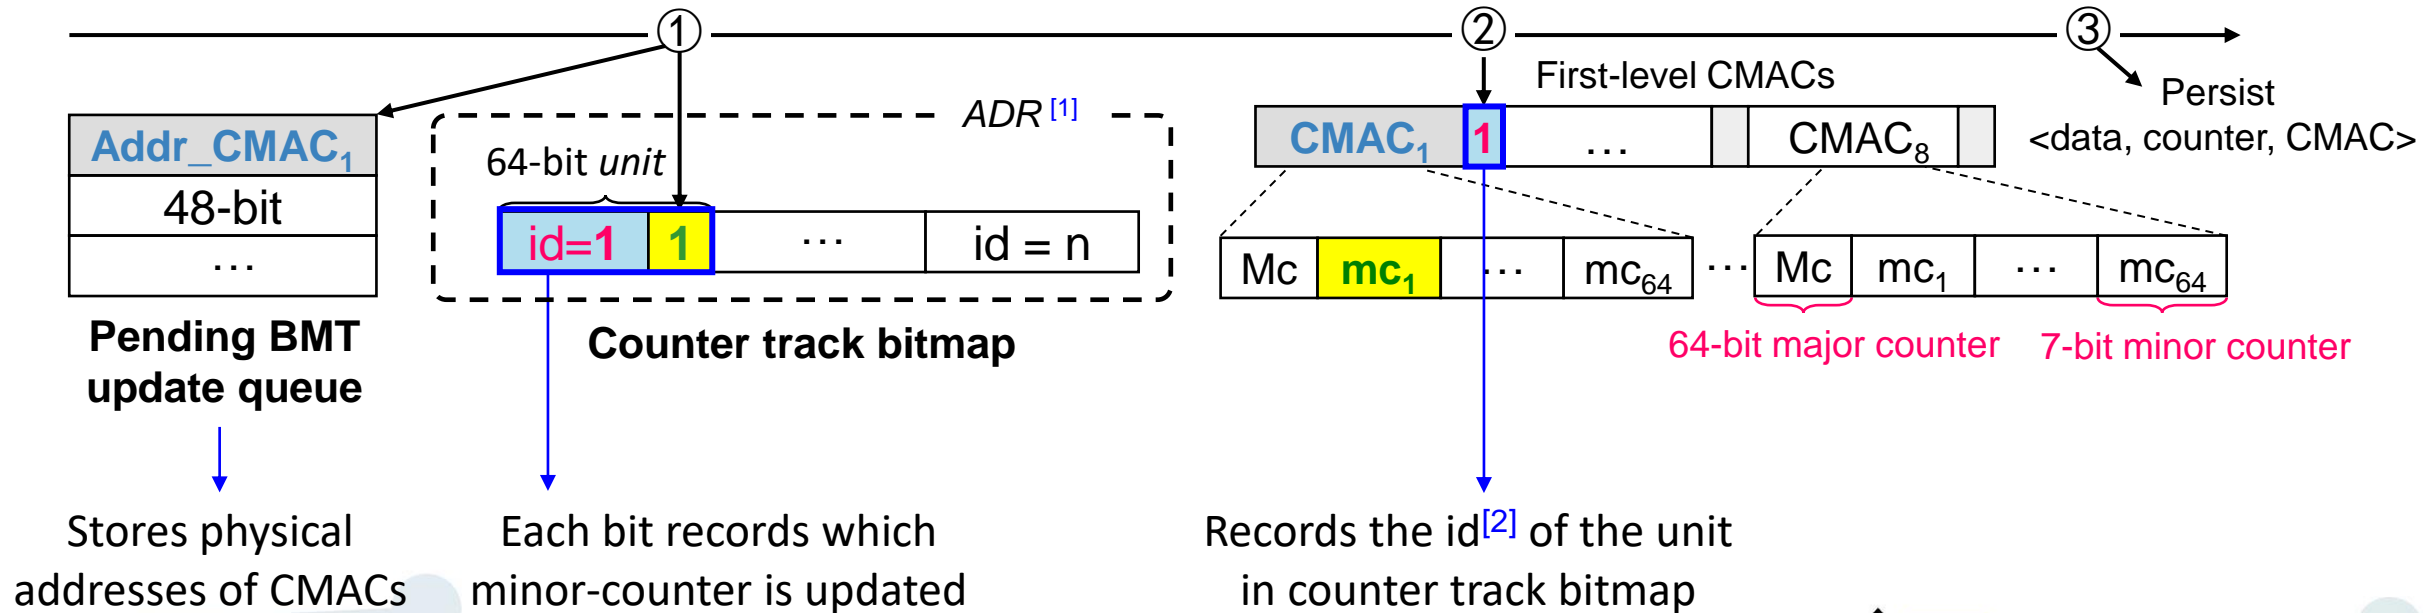 ① ② ③
First-level CMACs
Persist
<data, counter, CMAC>
ADR [1]
Addr_CMAC1
48-bit
…
Pending BMT
update queue
64-bit unit
id=1 1 … id = n
Counter track bitmap
CMAC1 1 … CMAC8
Mc mc1 … mc64 … Mc mc1 … mc64
64-bit major counter 7-bit minor counter
Stores physical
addresses of CMACs
Each bit records which
minor-counter is updated
Records the id[2] of the unit
in counter track bitmap